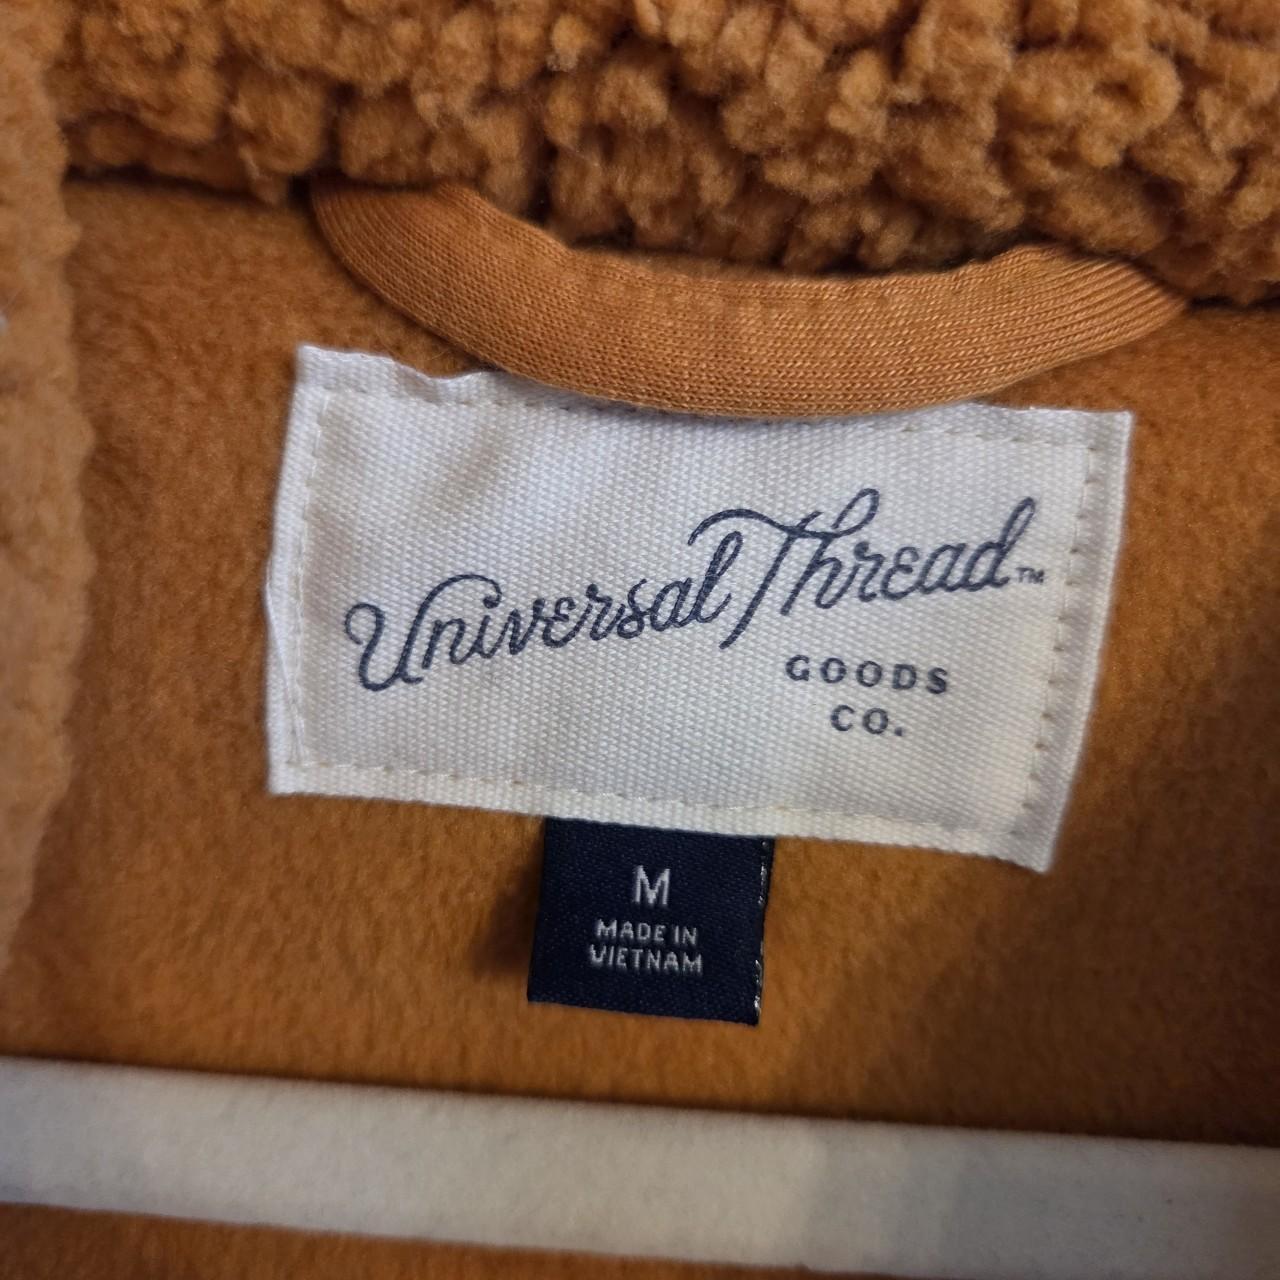 Universal Thread™
GOODS
CO.
M
MADE IN
VIETNAM